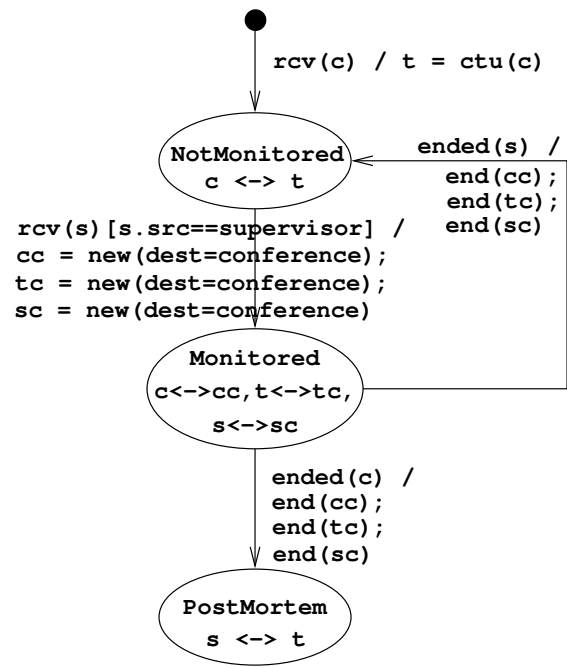 rcv(c) / t = ctu(c)
NotMonitored
c <-> t
ended(s) /
end(cc);
end(tc);
end(sc)
rcv(s)[s.src==supervisor] /
cc = new(dest=conference);
tc = new(dest=conference);
sc = new(dest=conference)
Monitored
c<->cc,t<->tc,
s<->sc
ended(c) /
end(cc);
end(tc);
end(sc)
PostMortem
s <-> t